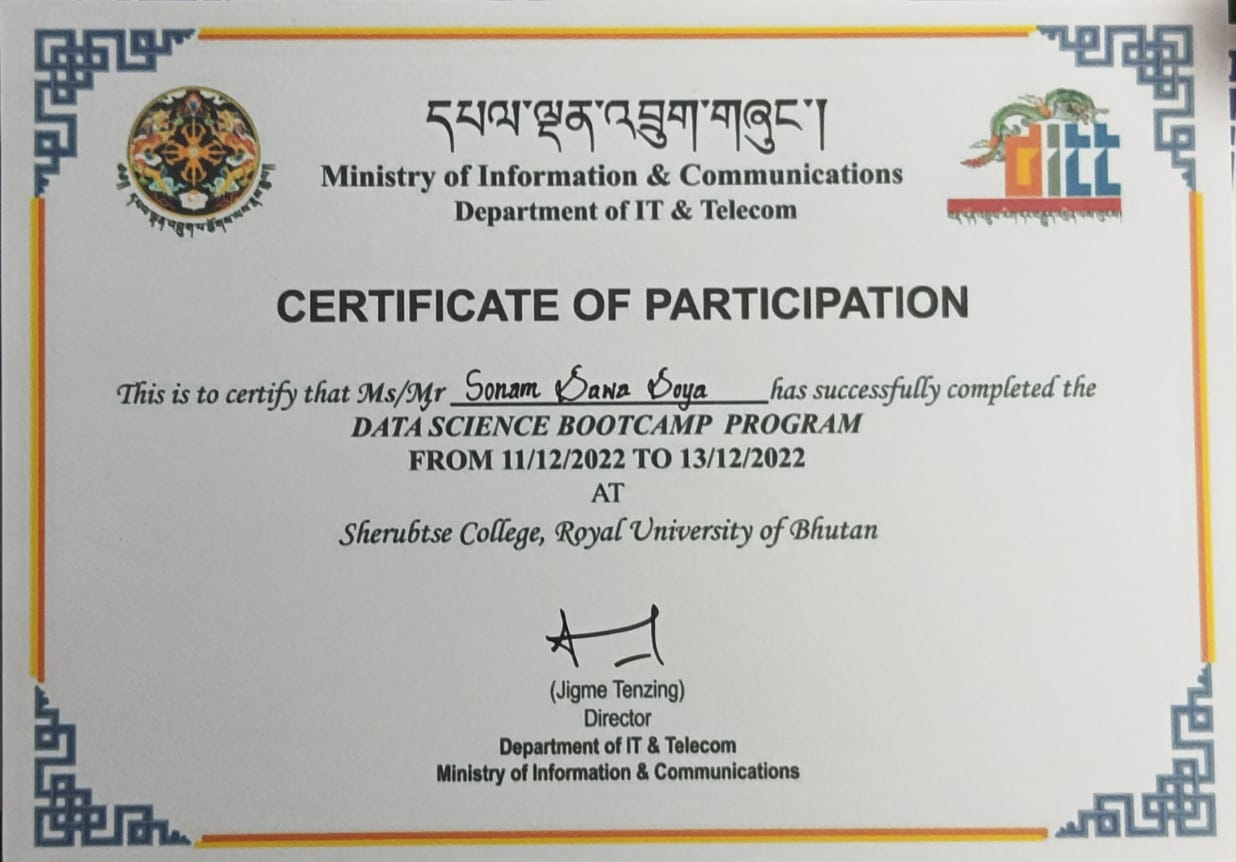 དཔལ་ལྡན་འབྲུག་གཞུང་།
Ministry of Information & Communications
Department of IT & Telecom
ditt
CERTIFICATE OF PARTICIPATION
This is to certify that Ms/Mr Sonam Dawa Doya has successfully completed the
DATA SCIENCE BOOTCAMP PROGRAM
FROM 11/12/2022 TO 13/12/2022
AT
Sherubtse College, Royal University of Bhutan
(Jigme Tenzing)
Director
Department of IT & Telecom
Ministry of Information & Communications